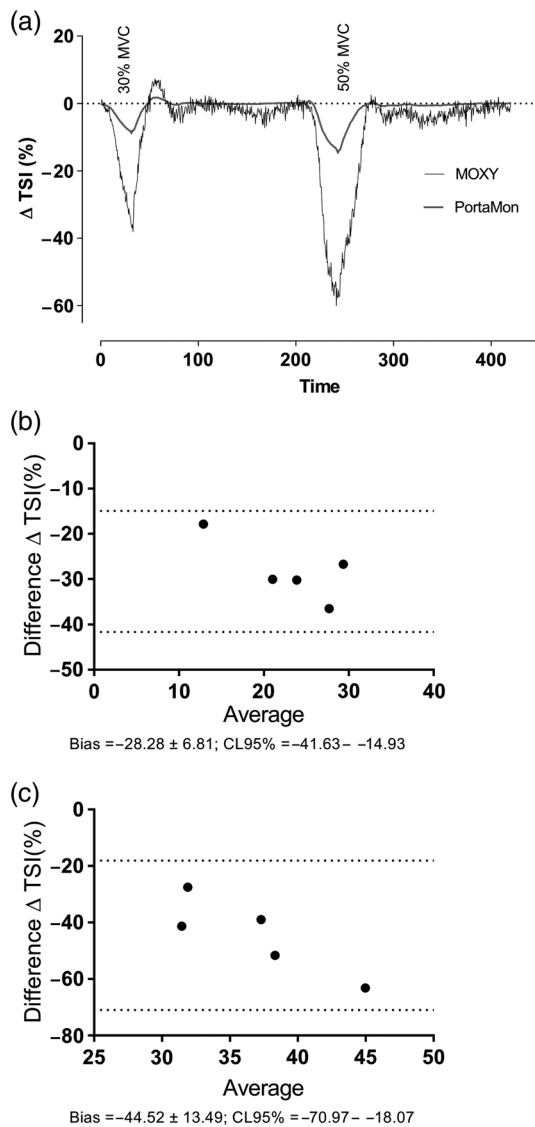 (a)
30% MVC
50% MVC
20
0
−20
−40
−60
Δ TSI (%)
MOXY
PortaMon
0 100 200 300 400
Time
(b)
0
−10
−20
−30
−40
−50
Difference Δ TSI(%)
0 10 20 30 40
Average
Bias =−28.28 ± 6.81; CL95% =−41.63− −14.93
(c)
0
−20
−40
−60
−80
Difference Δ TSI(%)
25 30 35 40 45 50
Average
Bias =−44.52 ± 13.49; CL95% =−70.97− −18.07